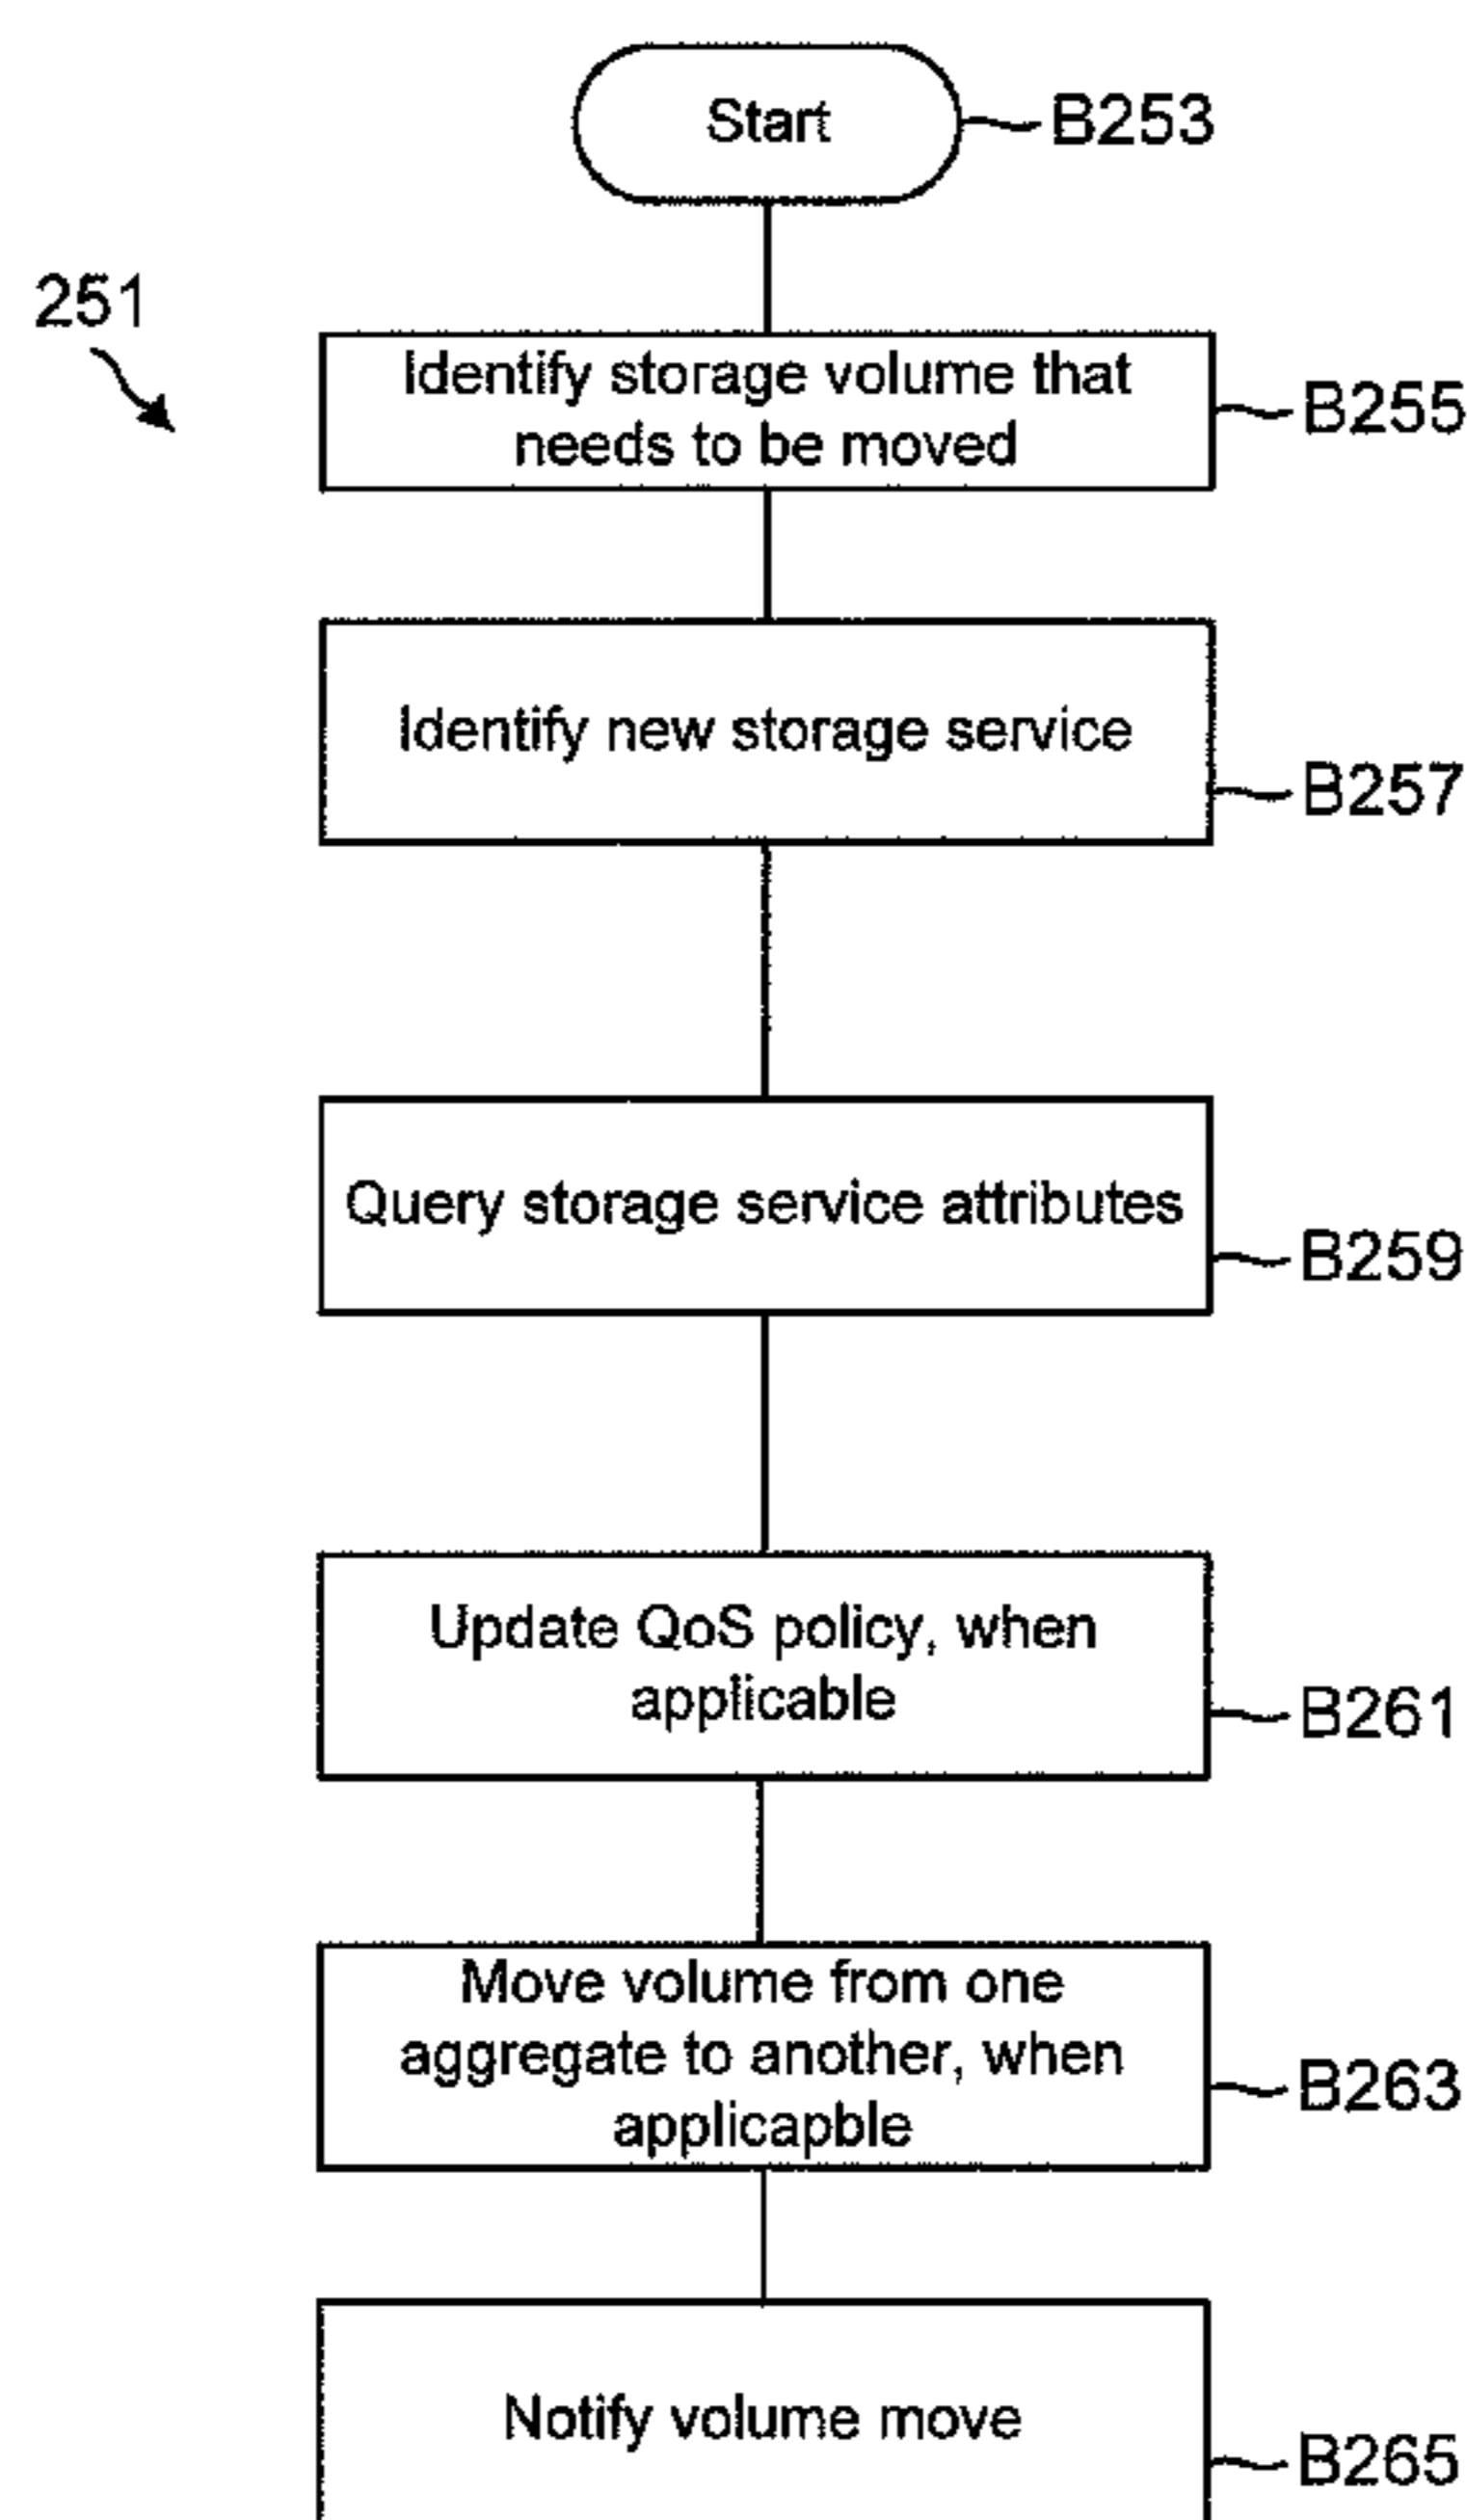 Start
B253
251
Identify storage volume that
needs to be moved
B255
Identify new storage service
B257
Query storage service attributes
B259
Update QoS policy, when
applicable
B261
Move volume from one
aggregate to another, when
applicapble
B263
Notify volume move
B265